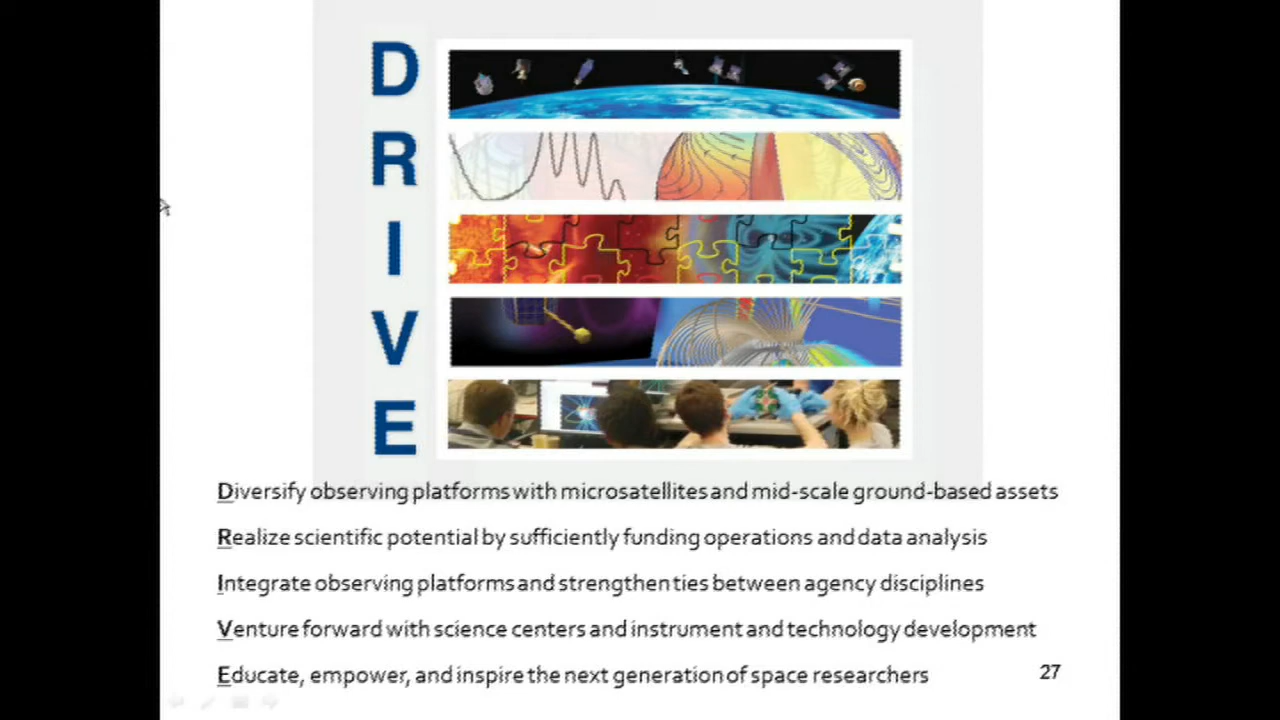 D
R
I
V
E
Diversify observing platforms with microsatellites and mid-scale ground-based assets
Realize scientific potential by sufficiently funding operations and data analysis
Integrate observing platforms and strengthen ties between agency disciplines
Venture forward with science centers and instrument and technology development
Educate, empower, and inspire the next generation of space researchers
27